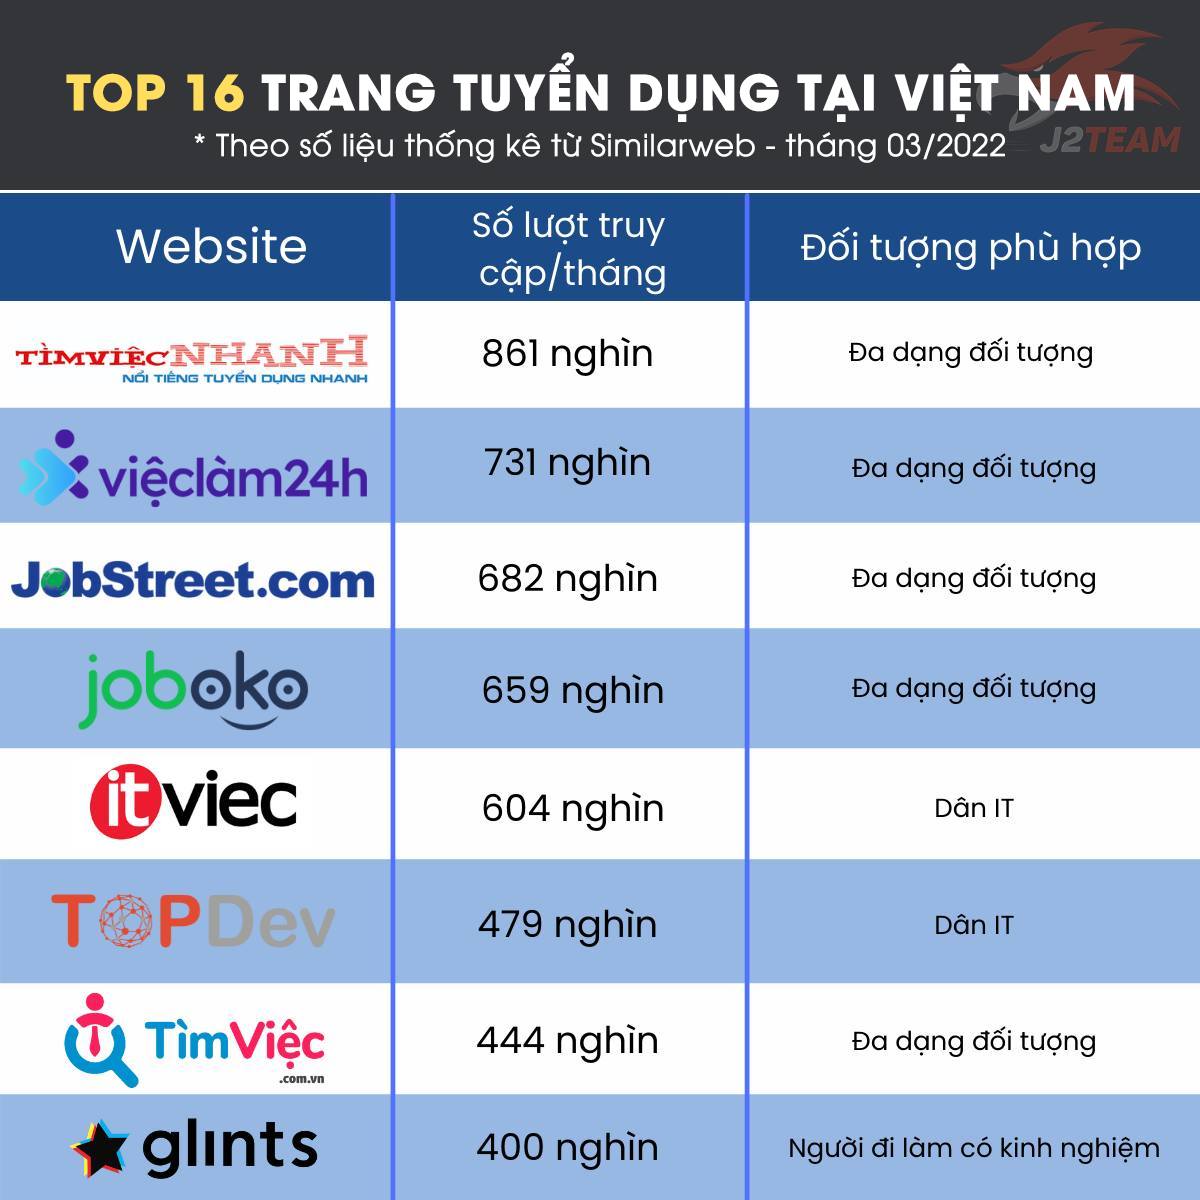 TOP 16 TRANG TUYỂN DỤNG TẠI VIỆT NAM
* Theo số liệu thống kê từ Similarweb - tháng 03/2022
J2TEAM
Website
Số lượt truy
cập/tháng
Đối tượng phù hợp
TÌMVIỆCNHANH
NỔI TIẾNG TUYỂN DỤNG NHANH
861 nghìn
Đa dạng đối tượng
việclàm24h
731 nghìn
Đa dạng đối tượng
JobStreet.com
682 nghìn
Đa dạng đối tượng
joboko
659 nghìn
Đa dạng đối tượng
itviec
604 nghìn
Dân IT
TOPDev
479 nghìn
Dân IT
TìmViệc
.com.vn
444 nghìn
Đa dạng đối tượng
glints
400 nghìn
Người đi làm có kinh nghiệm